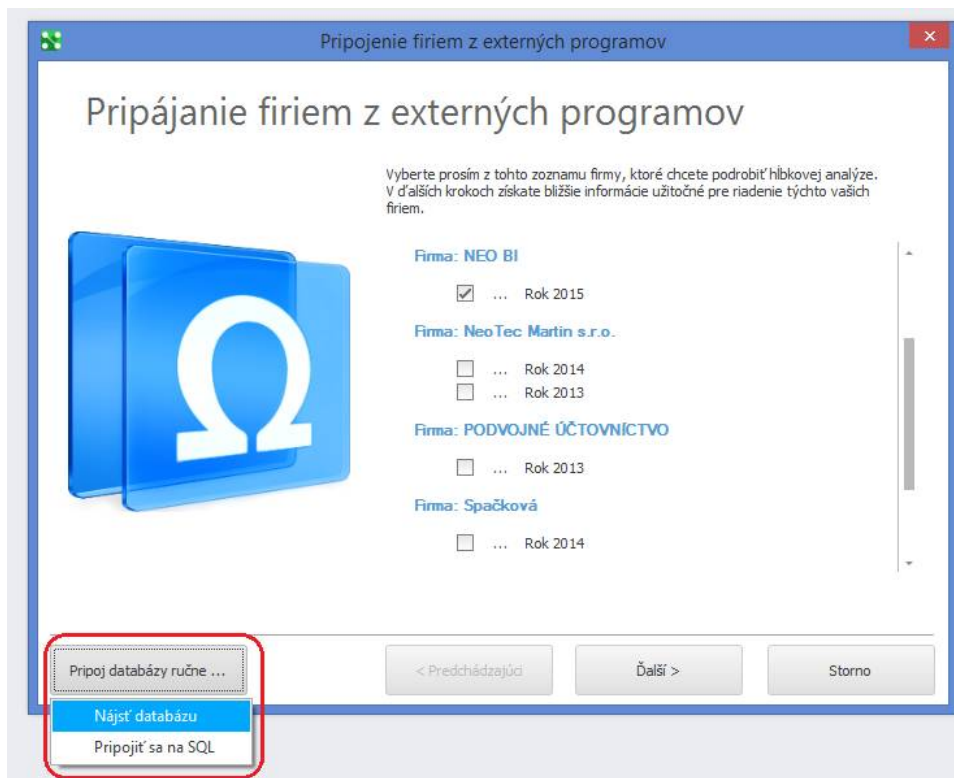 Pripojenie firiem z externých programov
Pripájanie firiem z externých programov
Vyberte prosím z tohto zoznamu firmy, ktoré chcete podrobiť hĺbkovej analýze.
V ďalších krokoch získate bližšie informácie užitočné pre riadenie týchto vašich
firiem.
Firma: NEO BI
... Rok 2015
Firma: NeoTec Martin s.r.o.
... Rok 2014
... Rok 2013
Firma: PODVOJNÉ ÚČTOVNÍCTVO
... Rok 2013
Firma: Spačková
... Rok 2014
Ω
Pripoj databázy ručne ...
< Predchádzajúci
Ďalší >
Storno
Nájsť databázu
Pripojiť sa na SQL